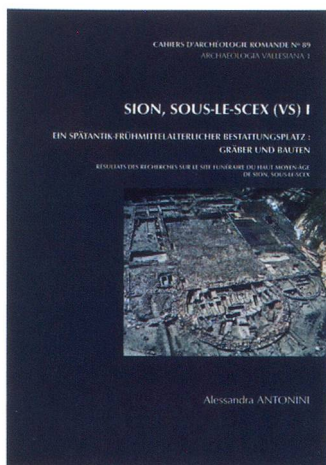 CAHIERS D'ARCHÉOLOGIE ROMANDE Nº 89
ARCHAEOLOGIA VALLESIANA 1
SION, SOUS-LE-SCEX (VS) I
EIN SPÄTANTIK-FRÜHMITTELALTERLICHER BESTATTUNGSPLATZ :
GRÄBER UND BAUTEN
RÉSULTATS DES RECHERCHES SUR LE SITE FUNÉRAIRE DU HAUT MOYEN-ÂGE
DE SION, SOUS-LE-SCEX
Alessandra ANTONINI